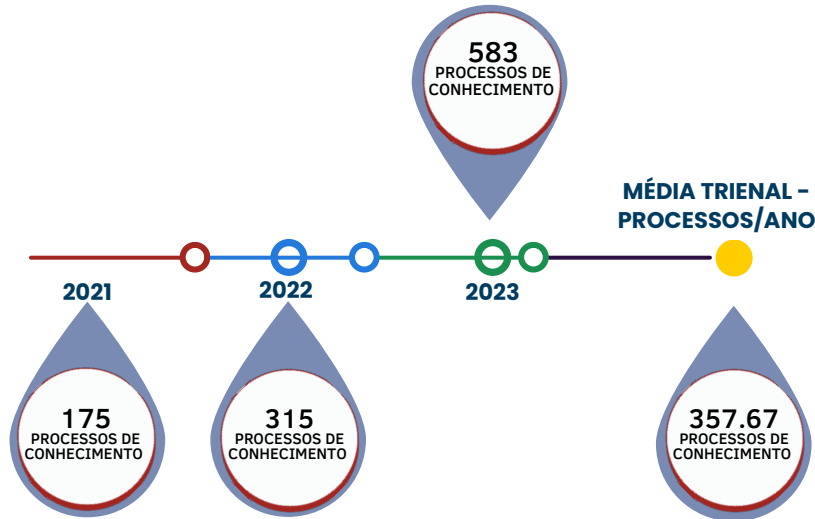 583
PROCESSOS DE
CONHECIMENTO
MÉDIA TRIENAL -
PROCESSOS/ANO
2021
2022
2023
175
PROCESSOS DE
CONHECIMENTO
315
PROCESSOS DE
CONHECIMENTO
357.67
PROCESSOS DE
CONHECIMENTO